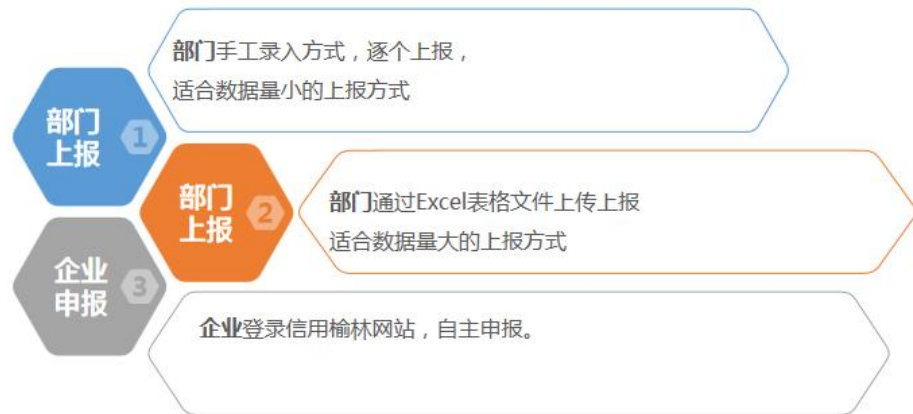 部门手工录入方式，逐个上报，
适合数据量小的上报方式
部门
上报
1
部门
上报
2
部门通过Excel表格文件上传上报
适合数据量大的上报方式
企业
申报
3
企业登录信用榆林网站，自主申报。